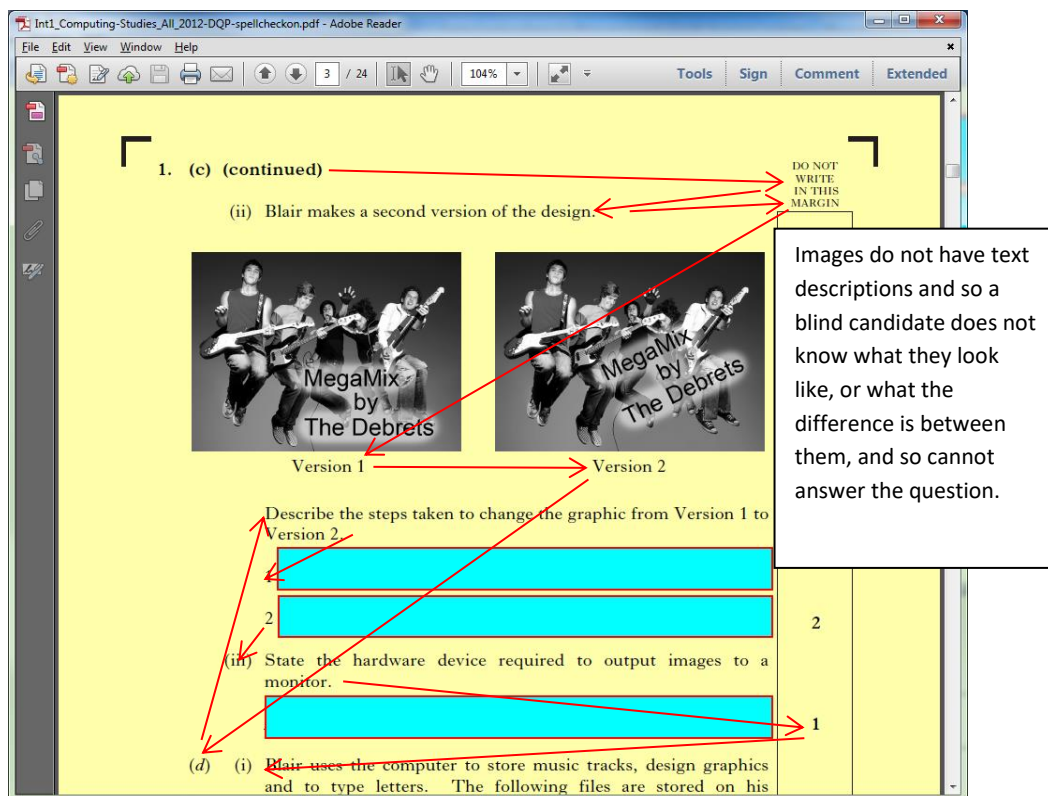 Int1_Computing-Studies_All_2012-DQP-spellcheckon.pdf - Adobe Reader
File Edit View Window Help
3 / 24 104% Tools Sign Comment Extended
1. (c) (continued)
DO NOT
WRITE
IN THIS
MARGIN
(ii) Blair makes a second version of the design.
MegaMix
by
The Debrets
Version 1
MegaMix
by
The Debrets
Version 2
Images do not have text
descriptions and so a
blind candidate does not
know what they look
like, or what the
difference is between
them, and so cannot
answer the question.
Describe the steps taken to change the graphic from Version 1 to
Version 2.
1
2
2
(iii) State the hardware device required to output images to a
monitor.
1
(d) (i) Blair uses the computer to store music tracks, design graphics
and to type letters. The following files are stored on his